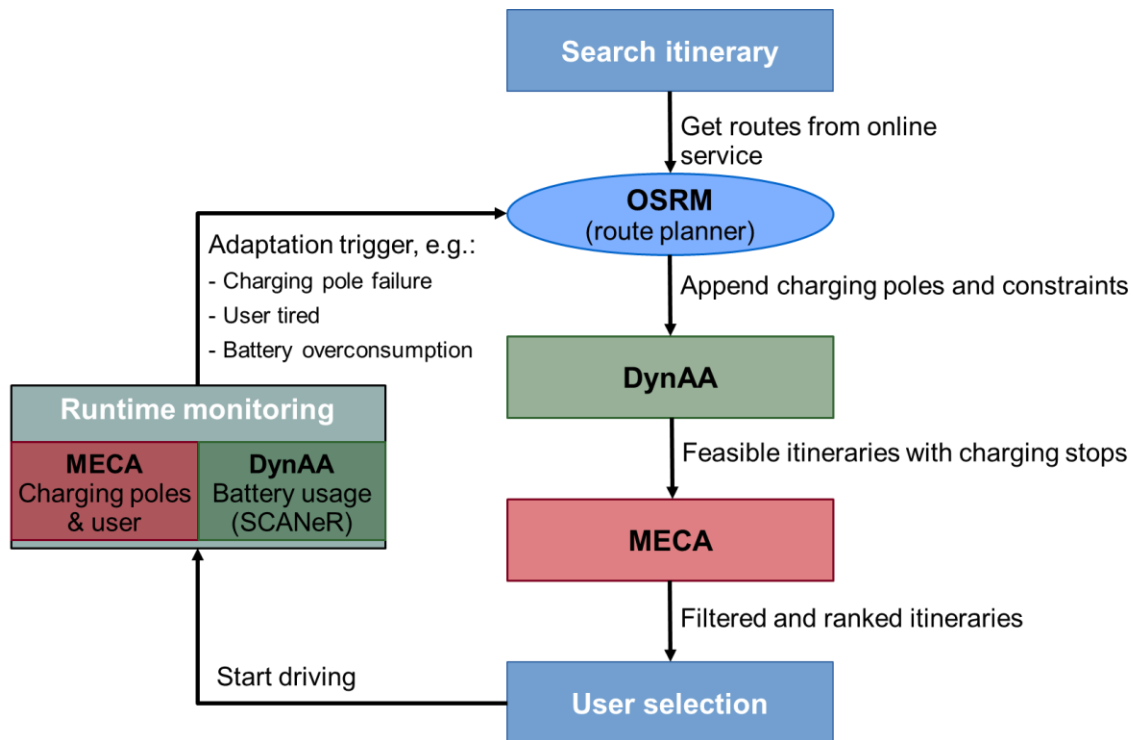 Search itinerary
Get routes from online
service
OSRM
(route planner)
Adaptation trigger, e.g.:
- Charging pole failure
- User tired
- Battery overconsumption
Append charging poles and constraints
DynAA
Runtime monitoring
MECA
Charging poles
& user
DynAA
Battery usage
(SCANeR)
Feasible itineraries with charging stops
MECA
Filtered and ranked itineraries
Start driving
User selection